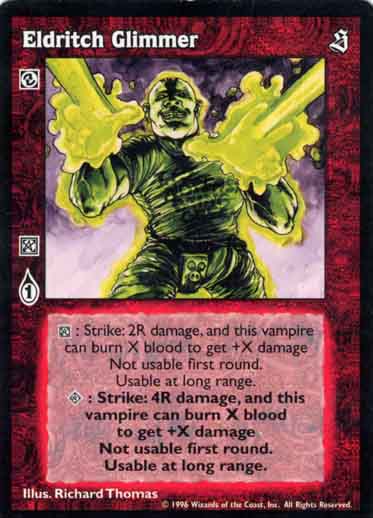 Eldritch Glimmer
1
: Strike: 2R damage, and this vampire
can burn X blood to get +X damage
Not usable first round.
Usable at long range.
: Strike: 4R damage, and this
vampire can burn X blood
to get +X damage
Not usable first round.
Usable at long range.
Illus. Richard Thomas
© 1996 Wizards of the Coast, Inc. All Rights Reserved.